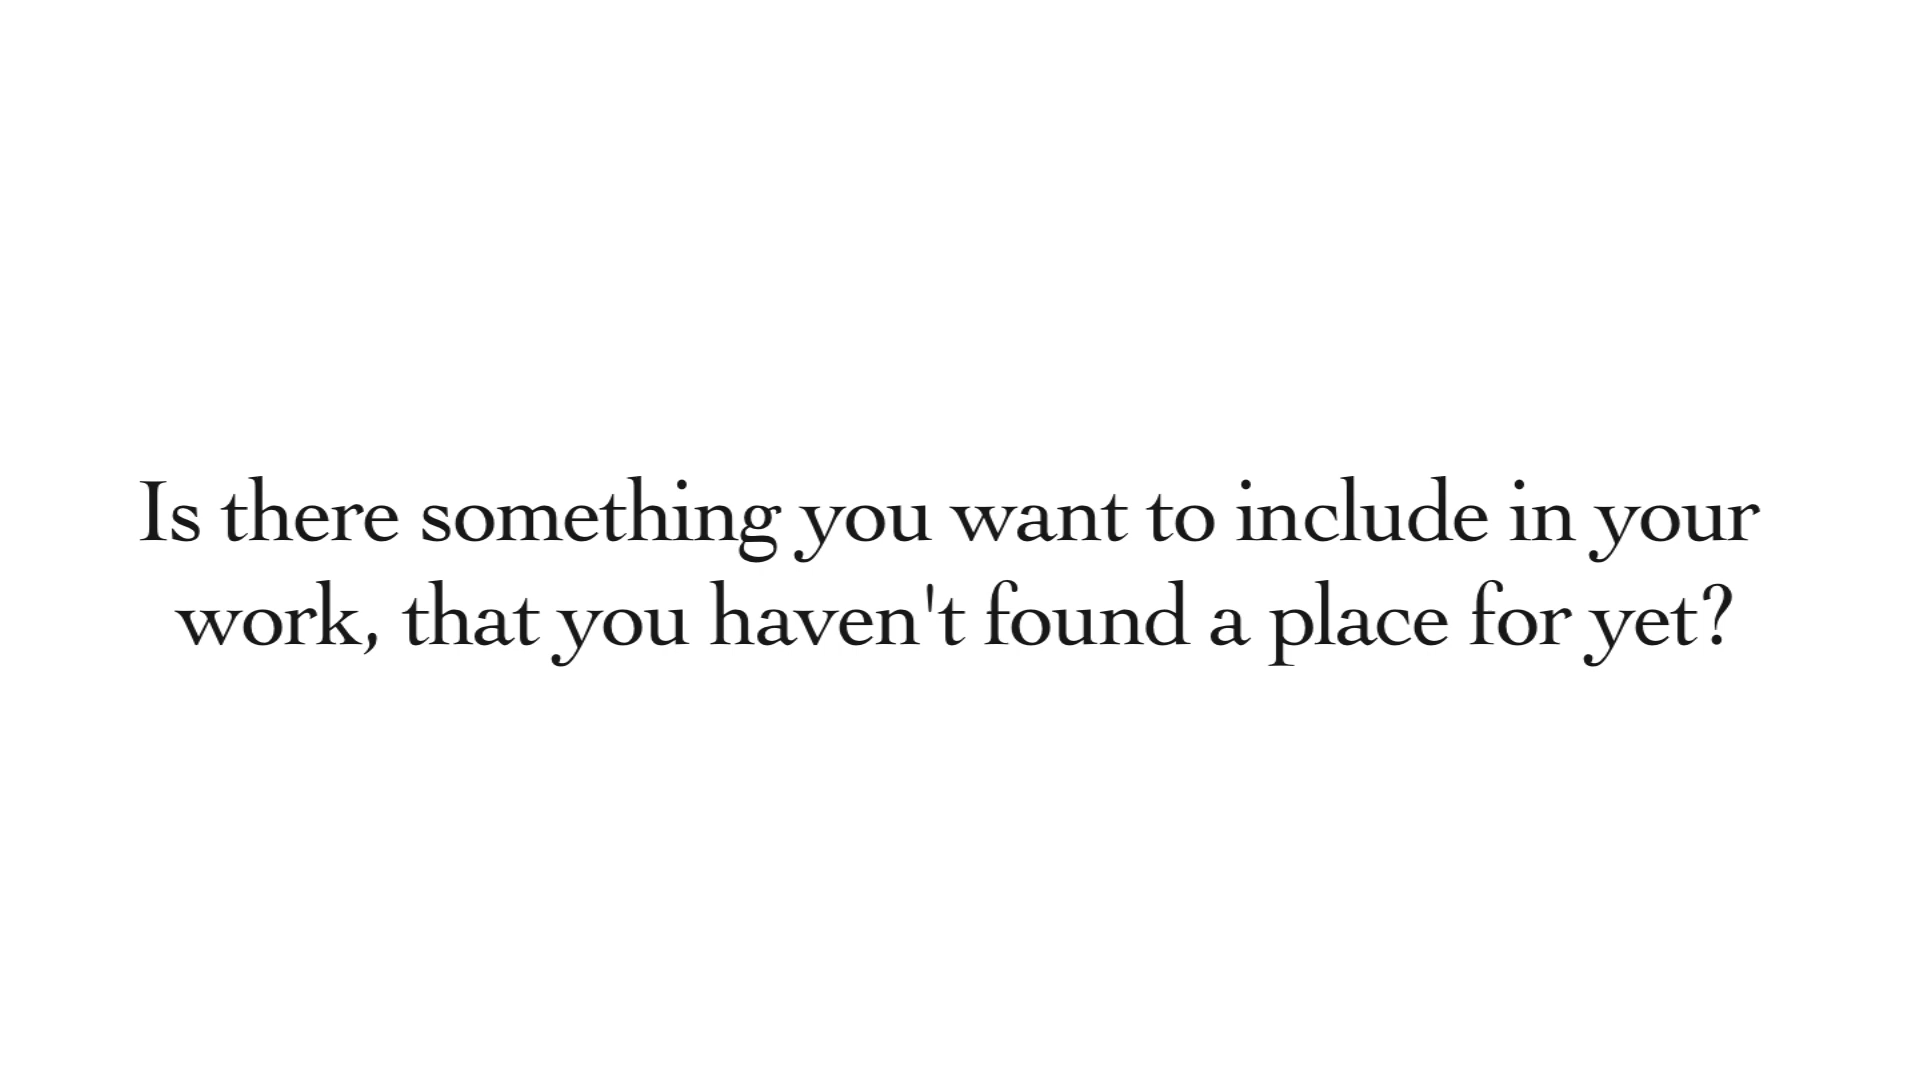 Is there something you want to include in your
work, that you haven't found a place for yet?